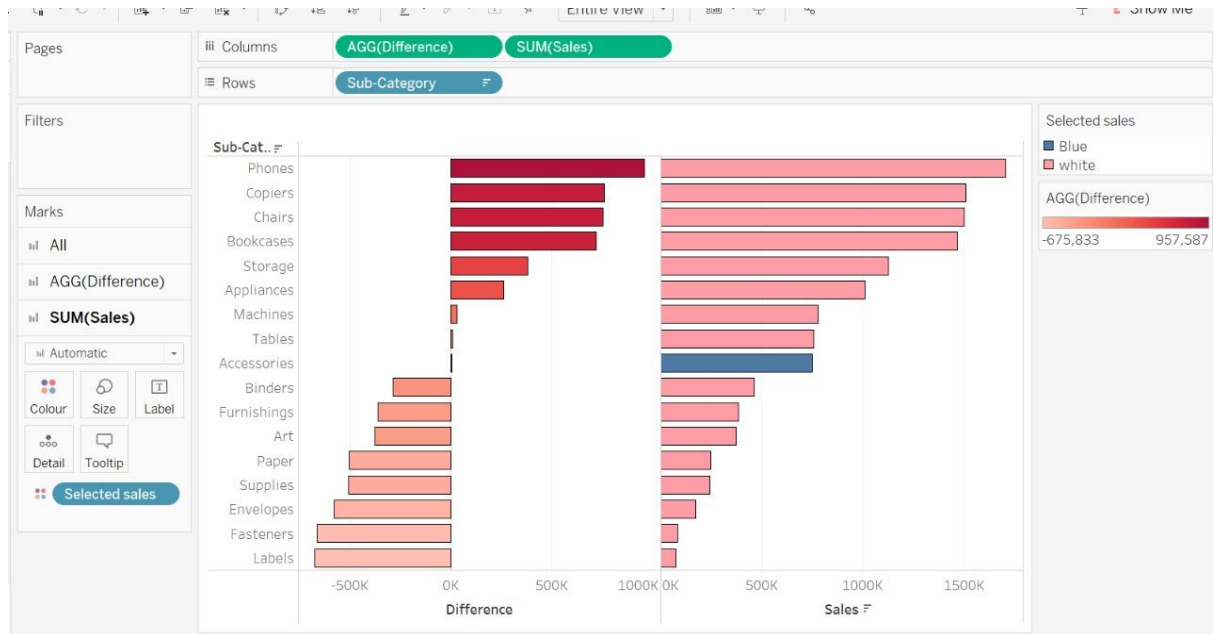 Entire View
Show Me
Pages
Columns
AGG(Difference)
SUM(Sales)
Rows
Sub-Category
Filters
Marks
All
AGG(Difference)
SUM(Sales)
Automatic
Colour
Size
T
Label
Detail
Tooltip
Selected sales
Sub-Cat..
Phones
Copiers
Chairs
Bookcases
Storage
Appliances
Machines
Tables
Accessories
Binders
Furnishings
Art
Paper
Supplies
Envelopes
Fasteners
Labels
-500K 0K 500K 1000K 0K 500K 1000K 1500K
Difference
Sales
Selected sales
Blue
white
AGG(Difference)
-675,833 957,587